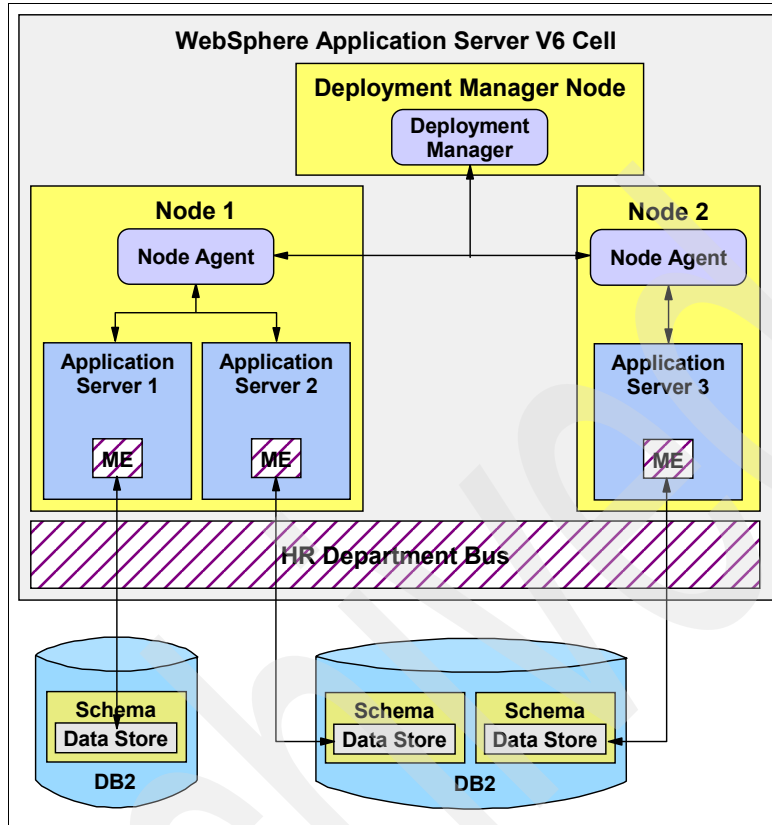 WebSphere Application Server V6 Cell
Deployment Manager Node
Deployment
Manager
Node 1
Node 2
Node Agent
Node Agent
Application
Server 1
Application
Server 2
Application
Server 3
ME
ME
ME
HR Department Bus
Schema
Data Store
DB2
Schema
Schema
Data Store
Data Store
DB2